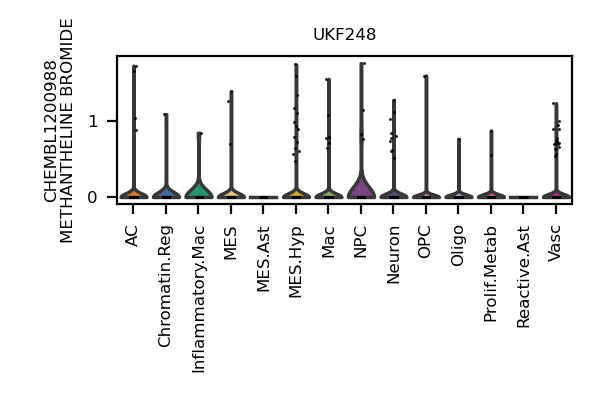 UKF248
CHEMBL1200988
METHANTHELINE BROMIDE
1
0
AC
Chromatin.Reg
Inflammatory.Mac
MES
MES.Ast
MES.Hyp
Mac
NPC
Neuron
OPC
Oligo
Prolif.Metab
Reactive.Ast
Vasc